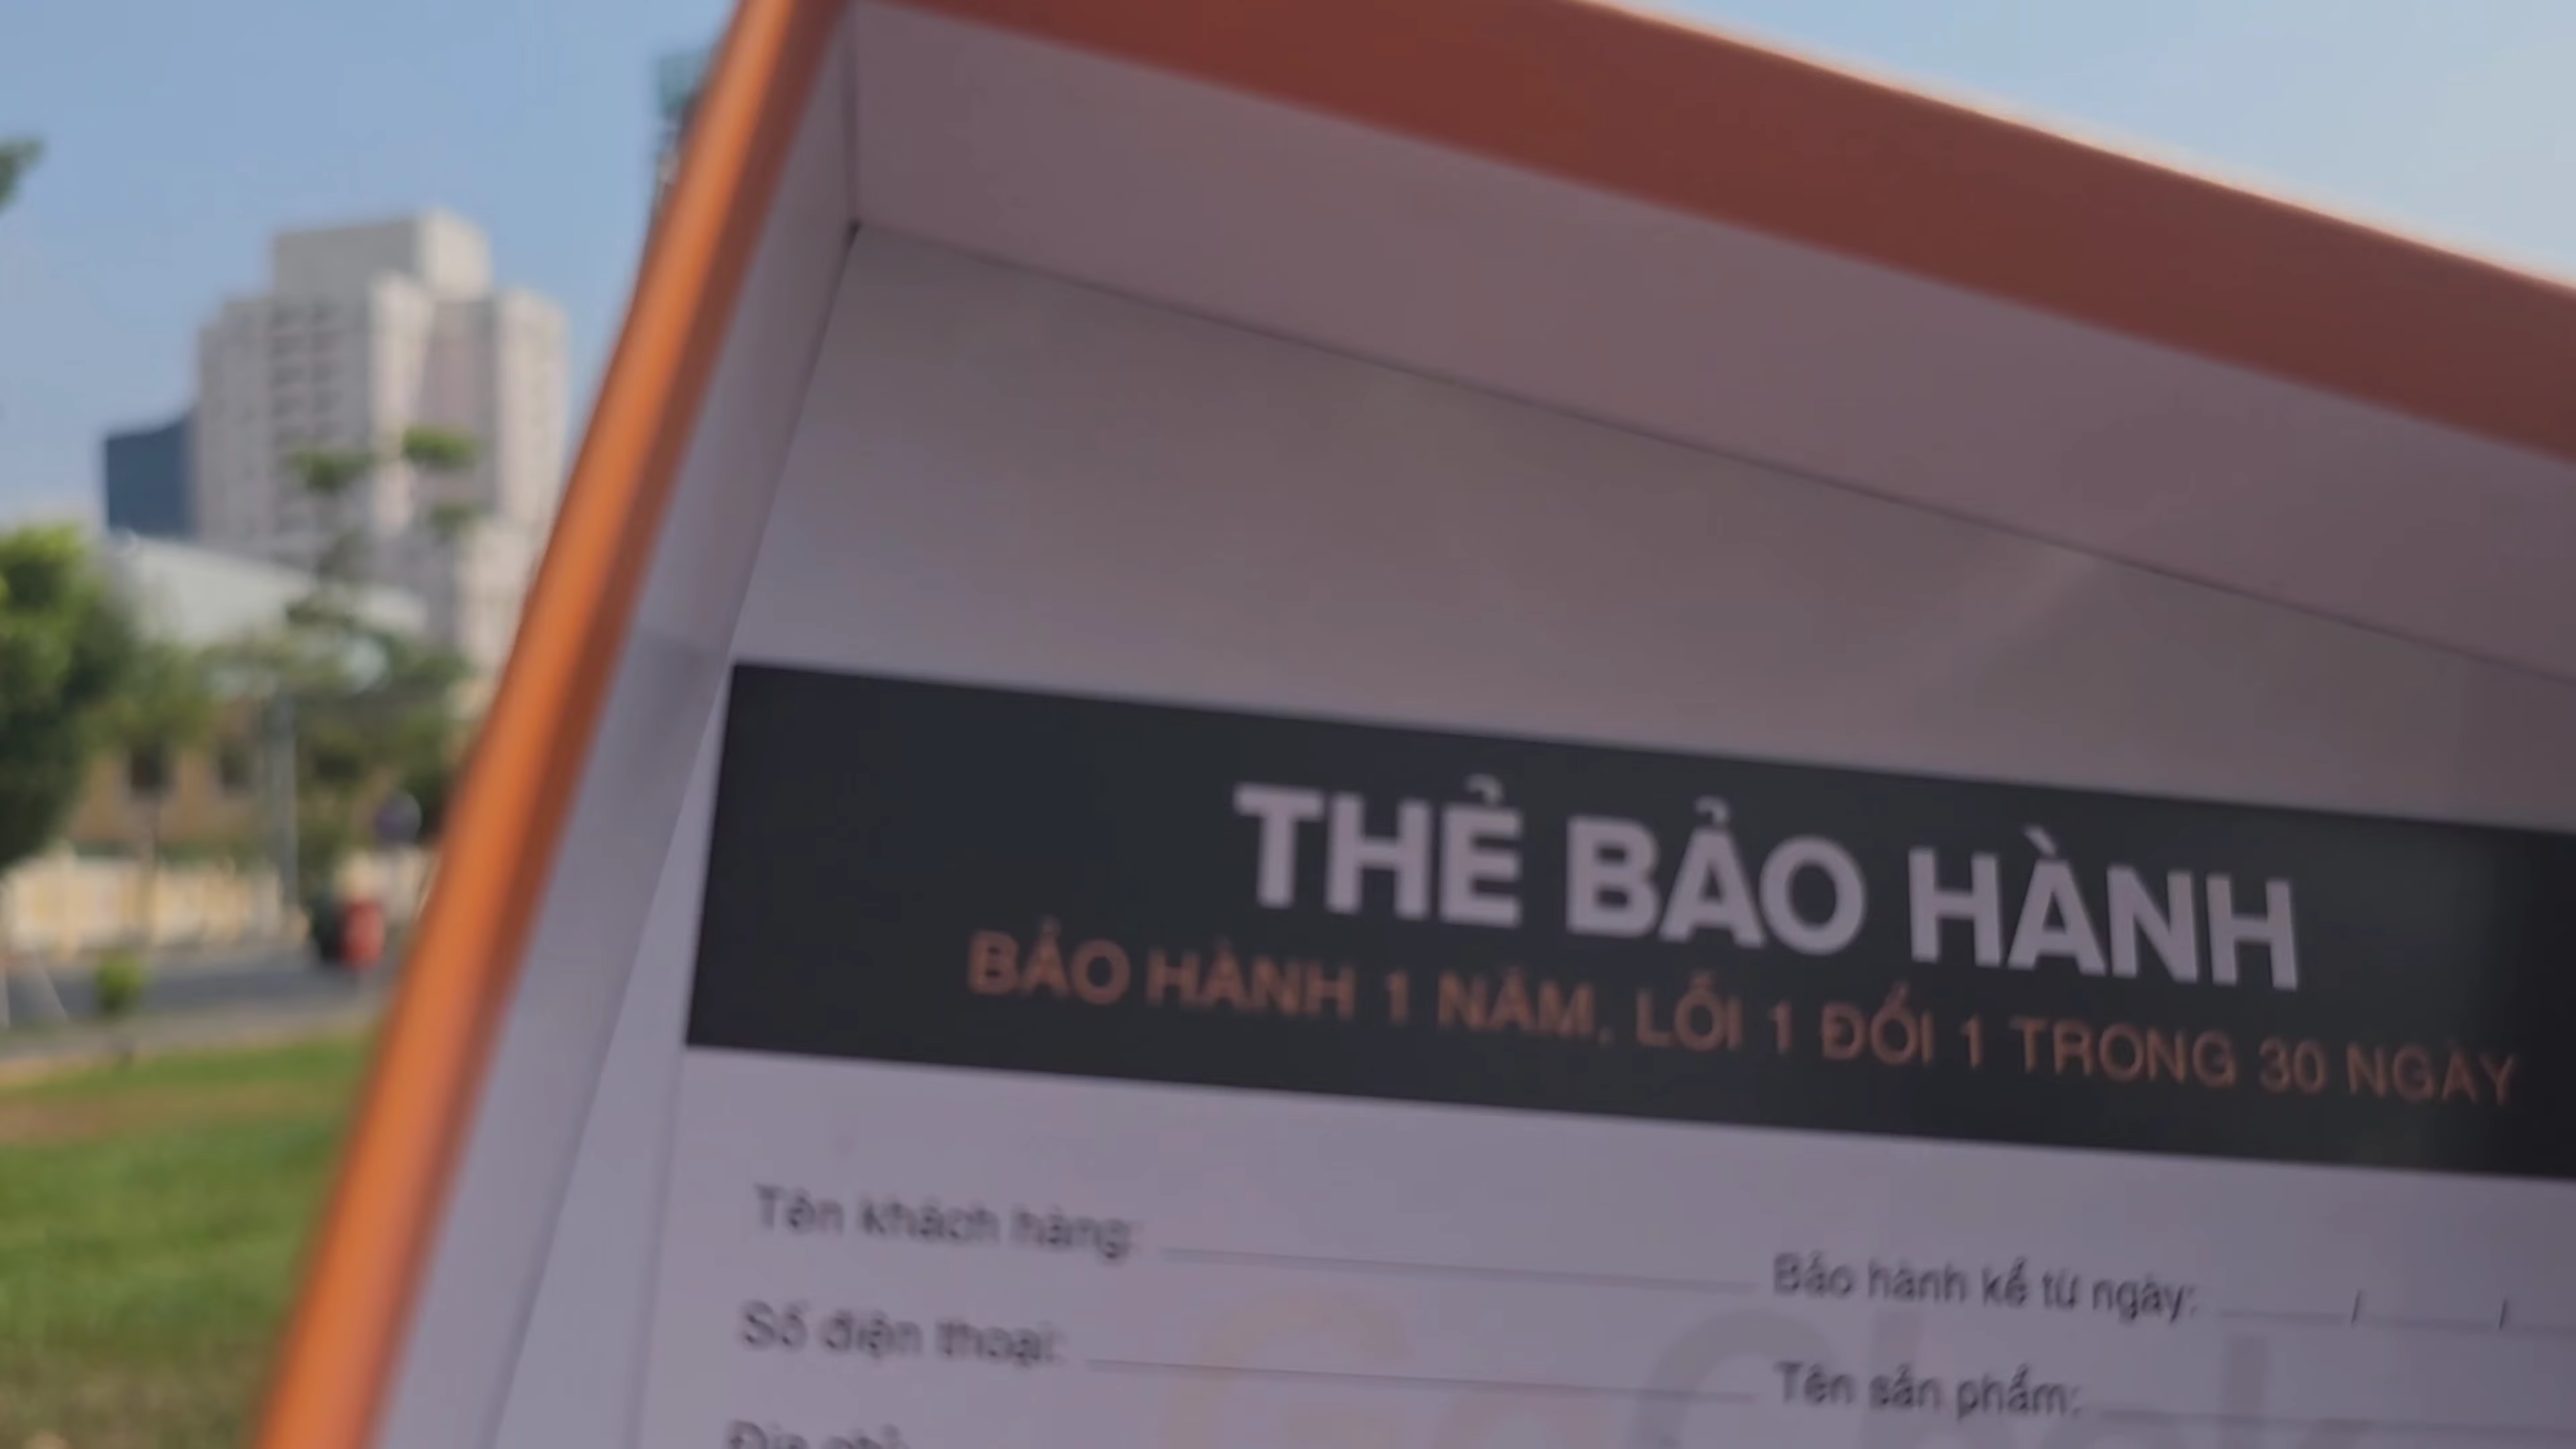 THẺ BẢO HÀNH
BẢO HÀNH 1 NĂM, LỖI 1 ĐỔI 1 TRONG 30 NGÀY
Tên khách hàng:
Bảo hành kể từ ngày: / /
Số điện thoại:
Tên sản phẩm: